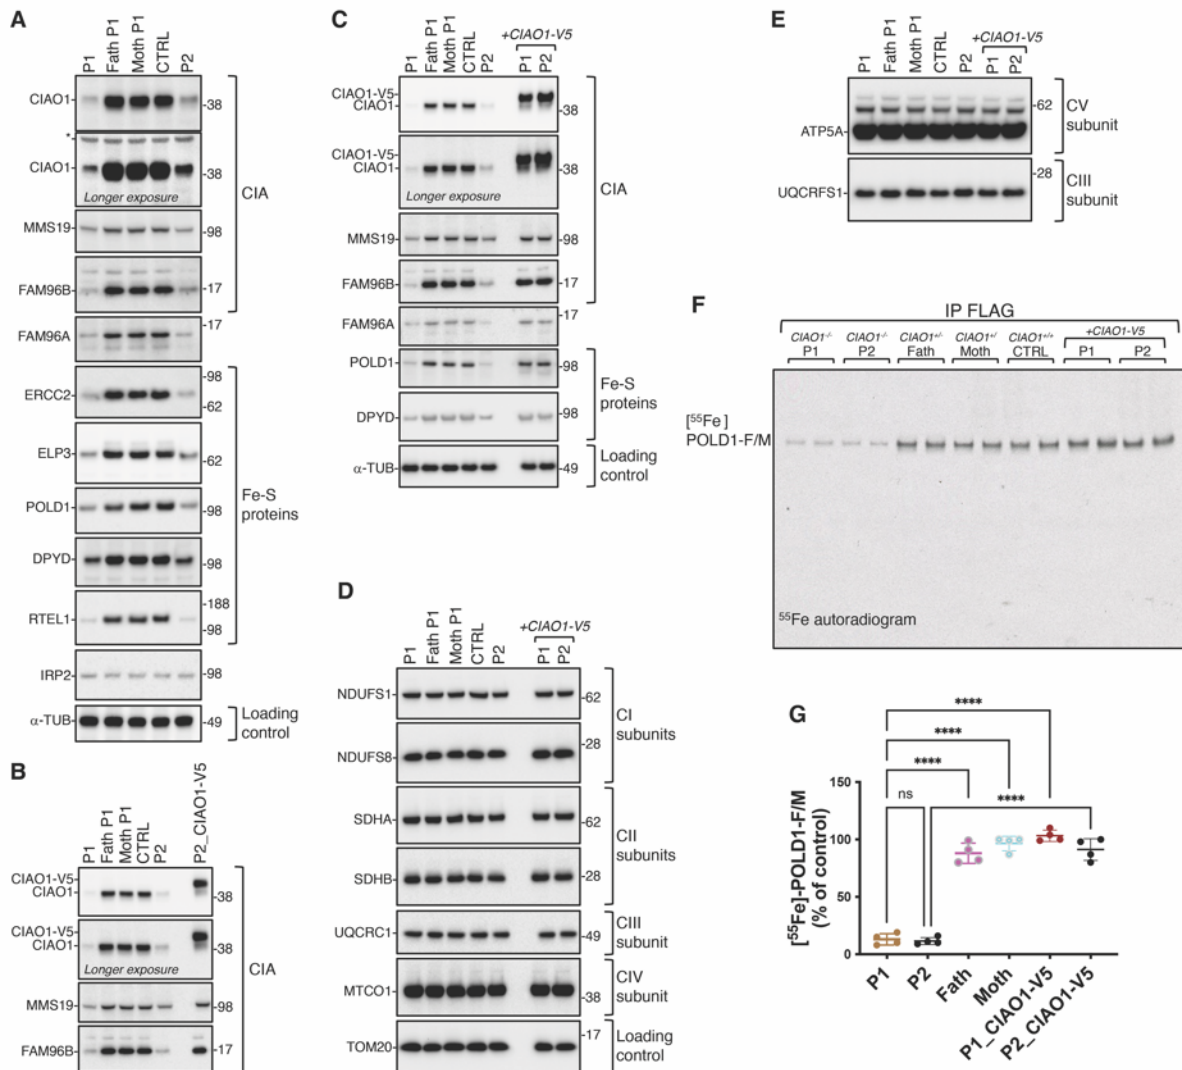 A
P1 Fath P1 Moth P1 CTRL P2
CIAO1 38
*
CIAO1 38
Longer exposure
MMS19 98
FAM96B 17
CIA
FAM96A 17
ERCC2 98
62
ELP3 62
POLD1 98
DPYD 98
RTEL1 188
98
Fe-S
proteins
IRP2 98
α-TUB 49
Loading
control
B
P1 Fath P1 Moth P1 CTRL P2 P2_CIAO1-V5
CIAO1-V5
CIAO1 38
CIAO1-V5
CIAO1 38
Longer exposure
MMS19 98
FAM96B 17
CIA
C
+CIAO1-V5
P1 Fath P1 Moth P1 CTRL P2 P1 P2
CIAO1-V5
CIAO1 38
CIAO1-V5
CIAO1 38
Longer exposure
MMS19 98
FAM96B 17
CIA
FAM96A 17
POLD1 98
DPYD 98
Fe-S
proteins
α-TUB 49
Loading
control
D
+CIAO1-V5
P1 Fath P1 Moth P1 CTRL P2 P1 P2
NDUFS1 62
NDUFS8 28
CI
subunits
SDHA 62
SDHB 28
CII
subunits
UQCRC1 49
CIII
subunit
MTCO1 38
CIV
subunit
TOM20 17
Loading
control
E
+CIAO1-V5
P1 Fath P1 Moth P1 CTRL P2 P1 P2
ATP5A 62
CV
subunit
UQCRFS1 28
CIII
subunit
F
IP FLAG
CIAO1-/- CIAO1-/- CIAO1+/- CIAO1+/ CIAO1+/+ +CIAO1-V5
P1 P2 Fath Moth CTRL P1 P2
[⁵⁵Fe]
POLD1-F/M
⁵⁵Fe autoradiogram
G
****
****
****
ns ****
[⁵⁵Fe]-POLD1-F/M
(% of control)
150
100
50
0
P1 P2 Fath Moth P1_CIAO1-V5 P2_CIAO1-V5